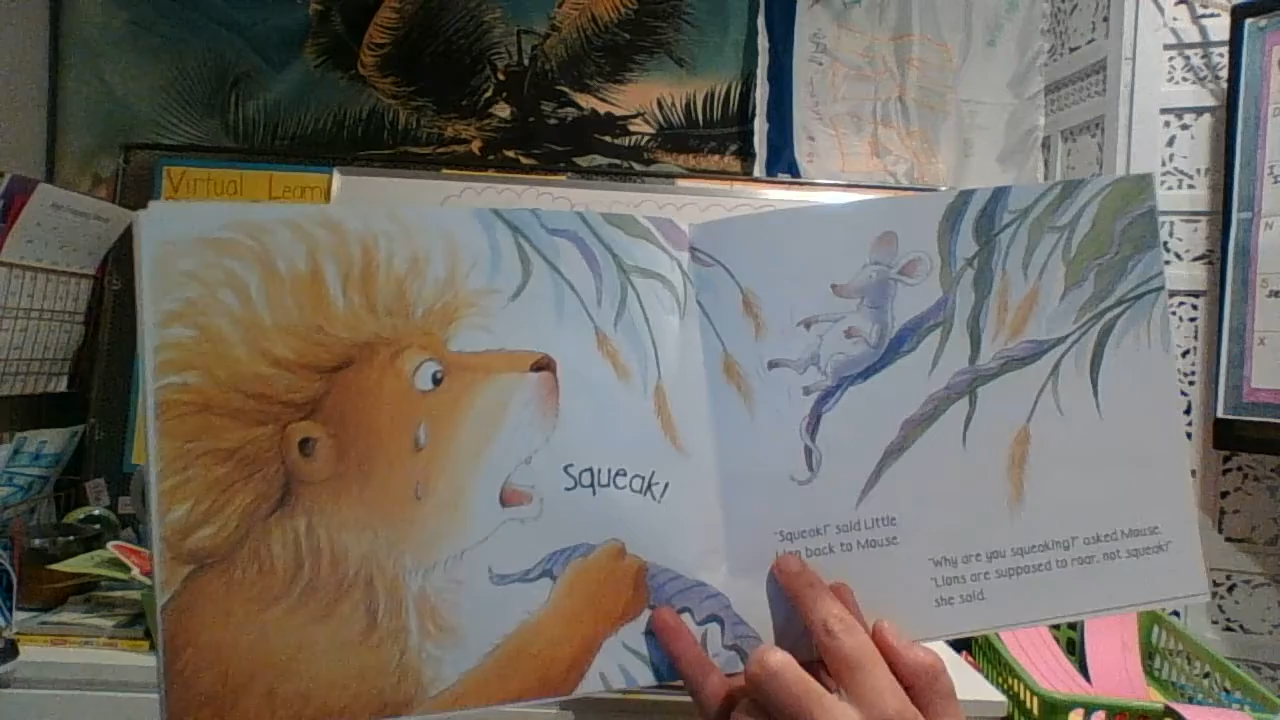 Virtual Learni
Squeak!
"Squeak!" said Little
Lion back to Mouse.
"Why are you squeaking?" asked Mouse.
"Lions are supposed to roar, not squeak!"
she said.